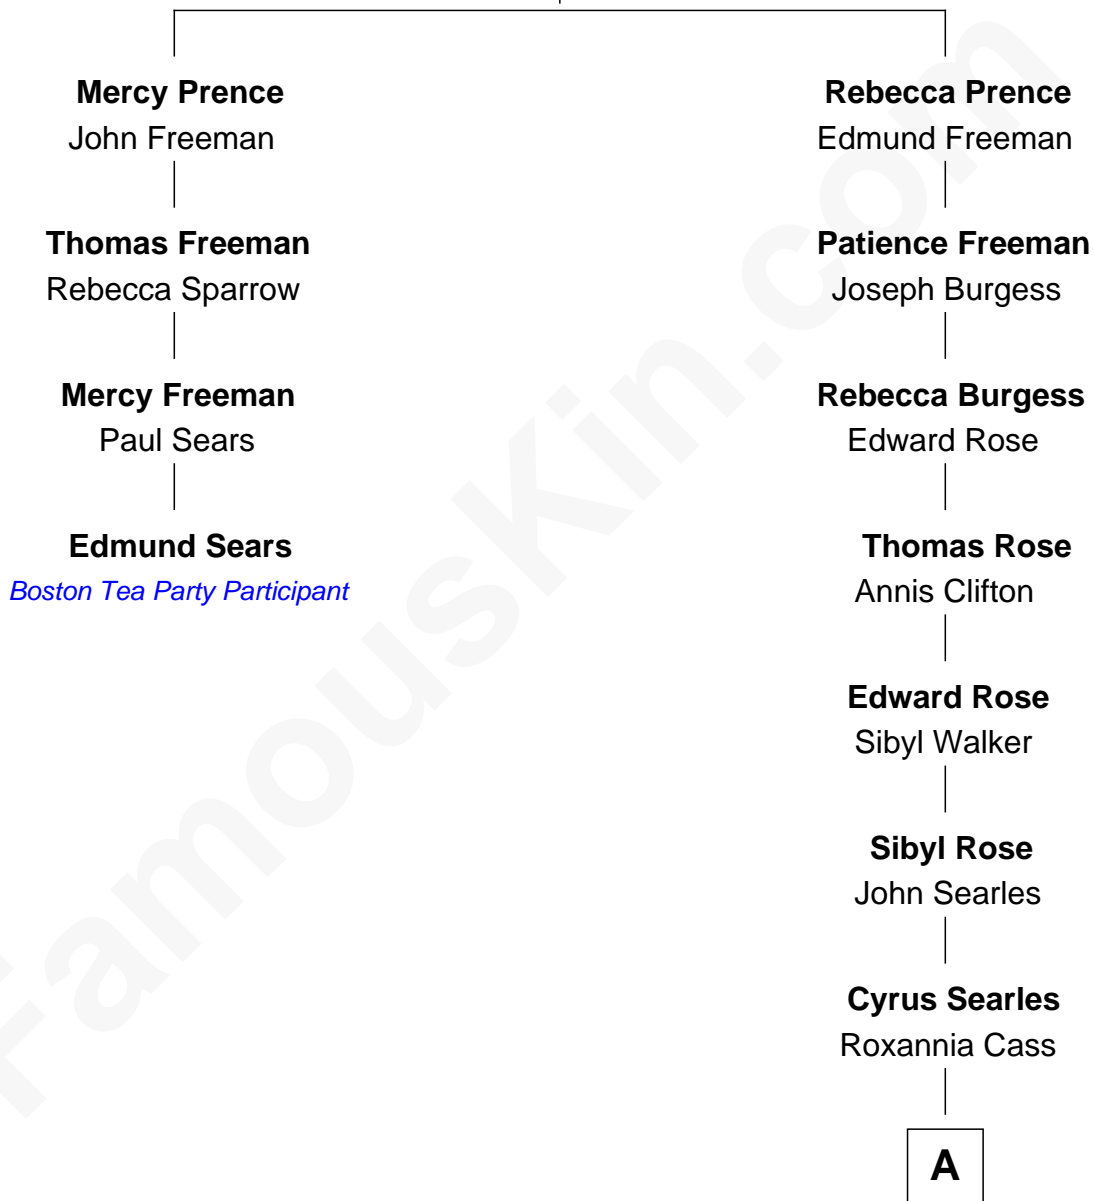 Mercy Prence
John Freeman
Thomas Freeman
Rebecca Sparrow
Mercy Freeman
Paul Sears
Edmund Sears
Boston Tea Party Participant
Rebecca Prence
Edmund Freeman
Patience Freeman
Joseph Burgess
Rebecca Burgess
Edward Rose
Thomas Rose
Annis Clifton
Edward Rose
Sibyl Walker
Sibyl Rose
John Searles
Cyrus Searles
Roxannia Cass
A
FamousKin.com